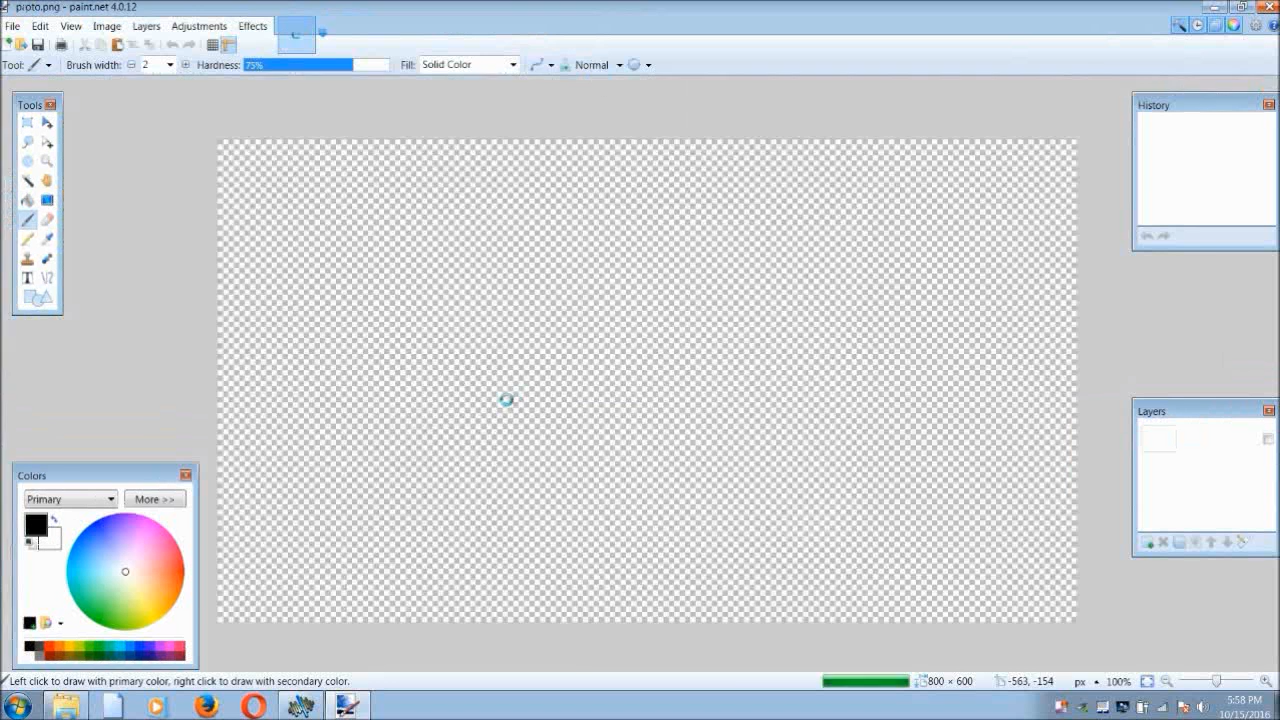 proto.png - paint.net 4.0.12
File Edit View Image Layers Adjustments Effects
Tool: Brush width: 2 Hardness: 75% Fill: Solid Color Normal
Tools
History
Layers
Colors
Primary More >>
Left click to draw with primary color, right click to draw with secondary color. 800 × 600 -563, -154 px 100%
5:58 PM
10/15/2016